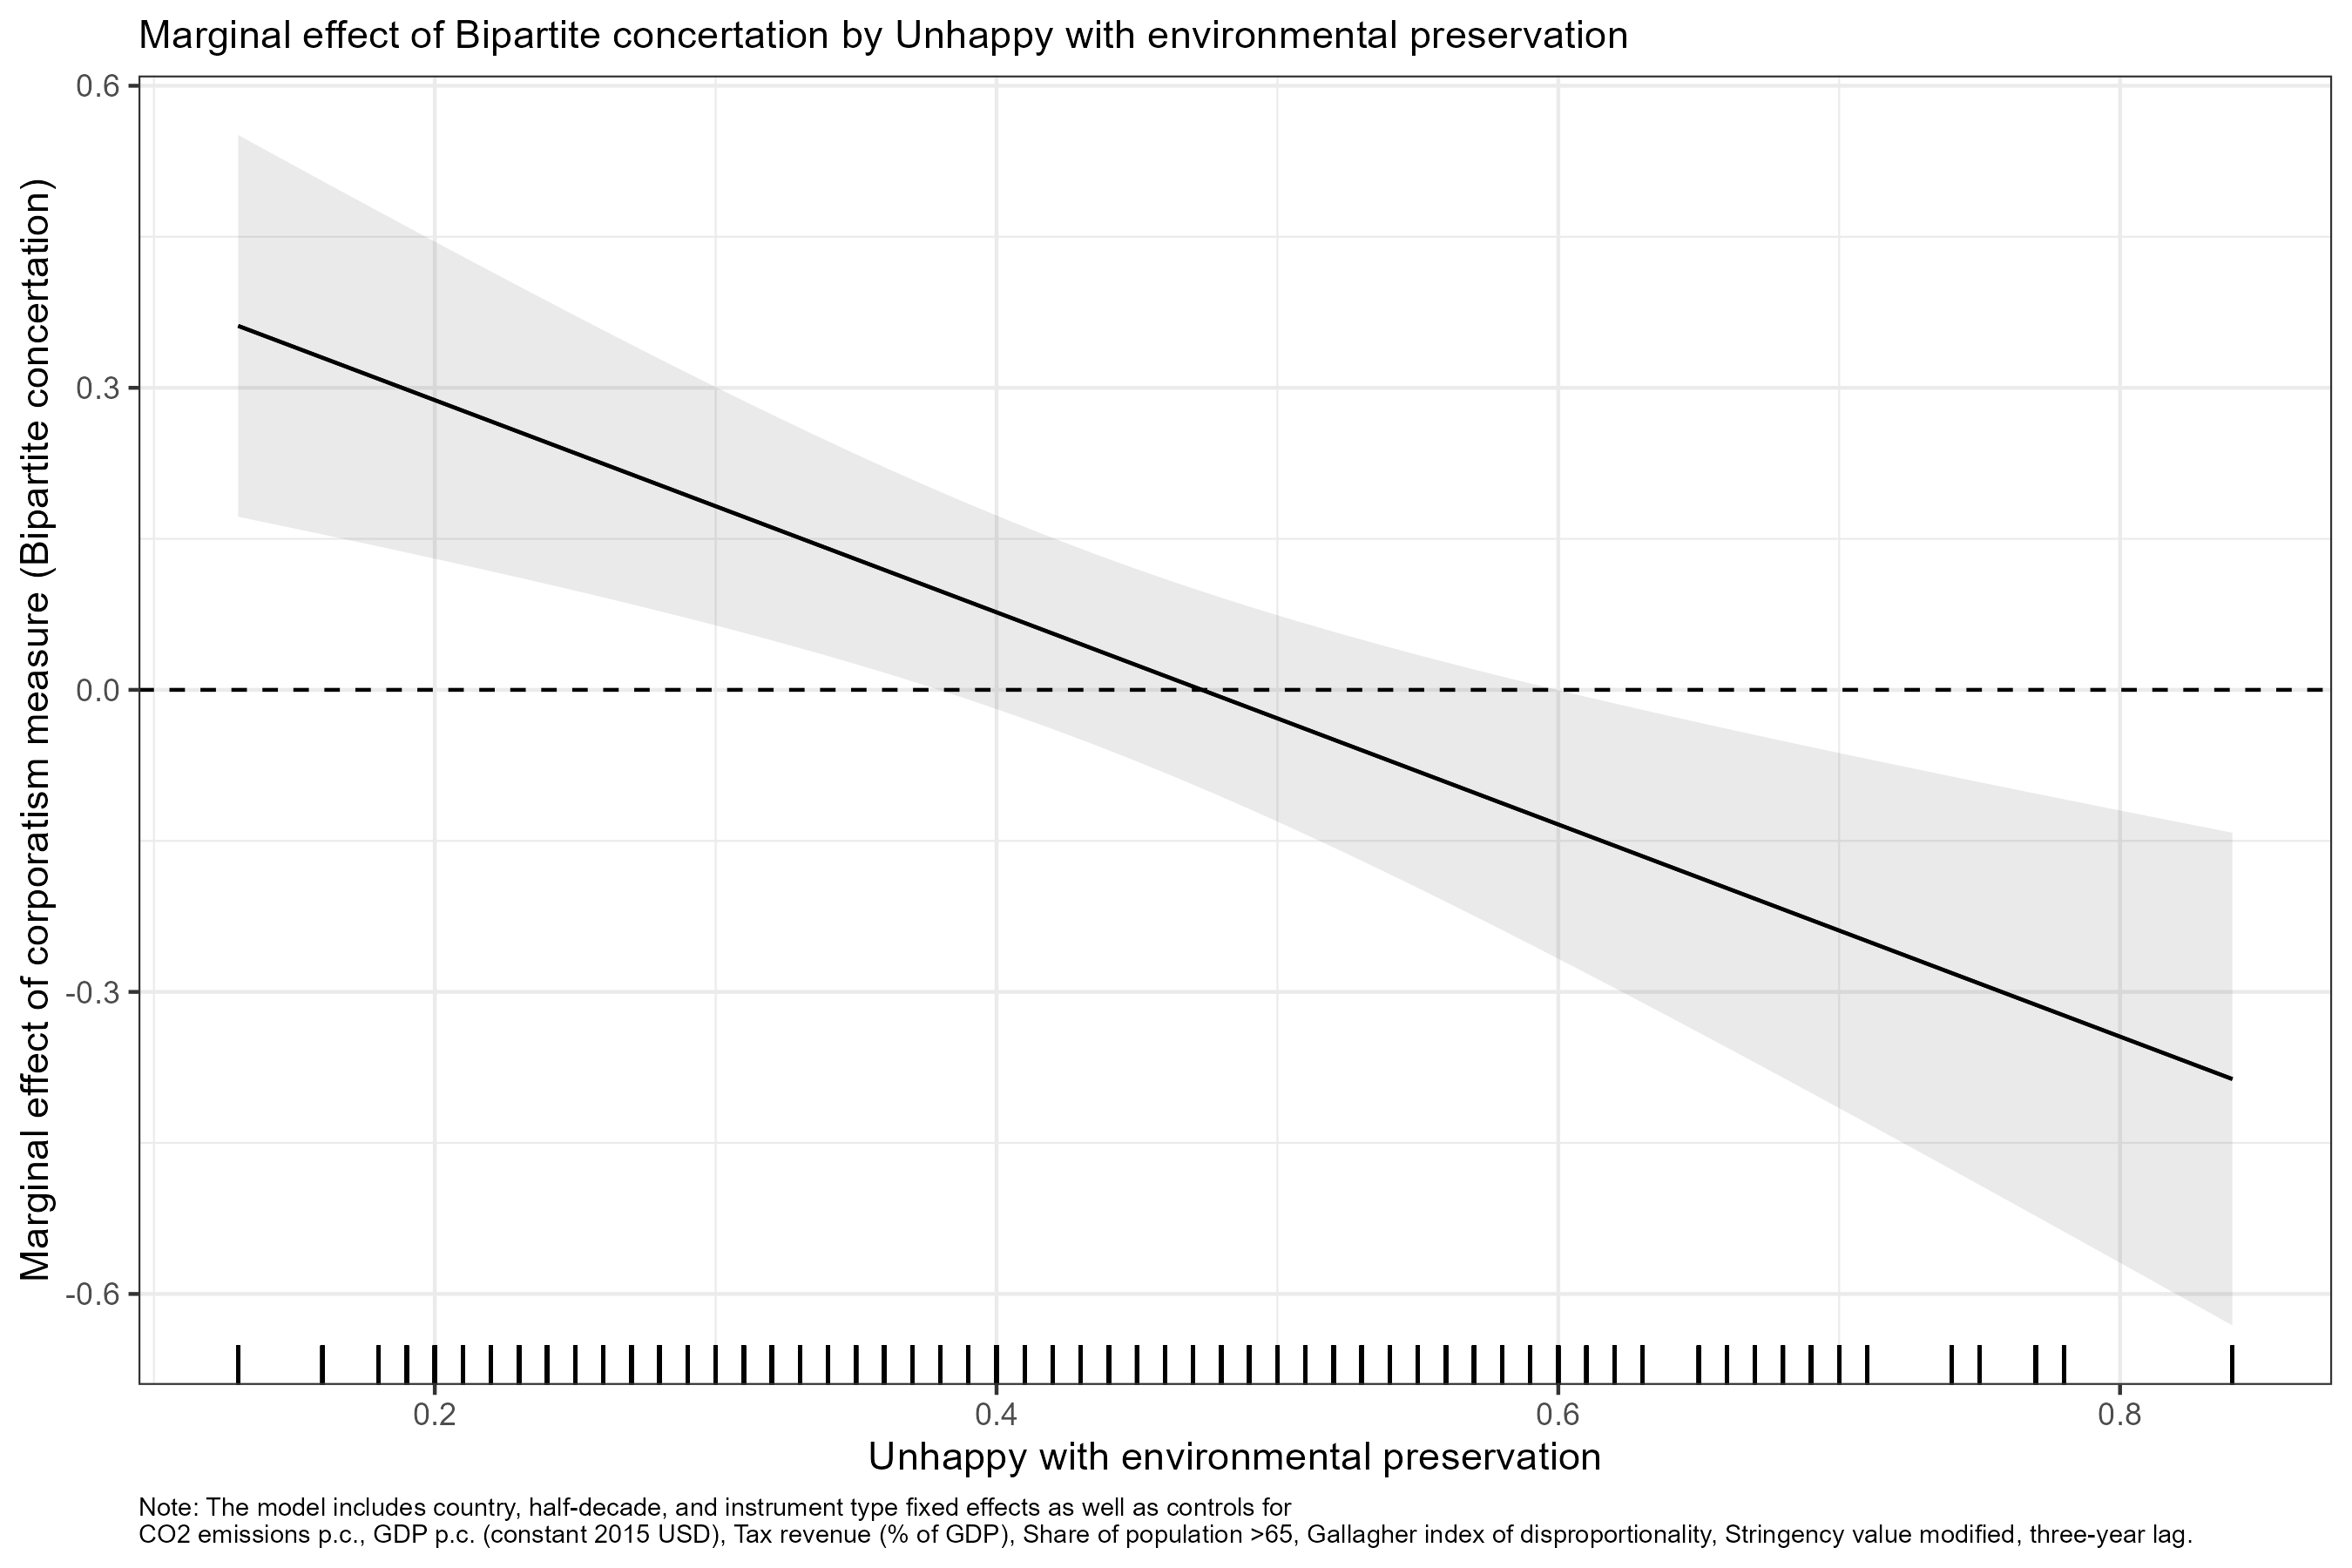 Marginal effect of Bipartite concertation by Unhappy with environmental preservation
Marginal effect of corporatism measure (Bipartite concertation)
0.6
0.3
0.0
-0.3
-0.6
0.2
0.4
0.6
0.8
Unhappy with environmental preservation
Note: The model includes country, half-decade, and instrument type fixed effects as well as controls for
CO2 emissions p.c., GDP p.c. (constant 2015 USD), Tax revenue (% of GDP), Share of population >65, Gallagher index of disproportionality, Stringency value modified, three-year lag.